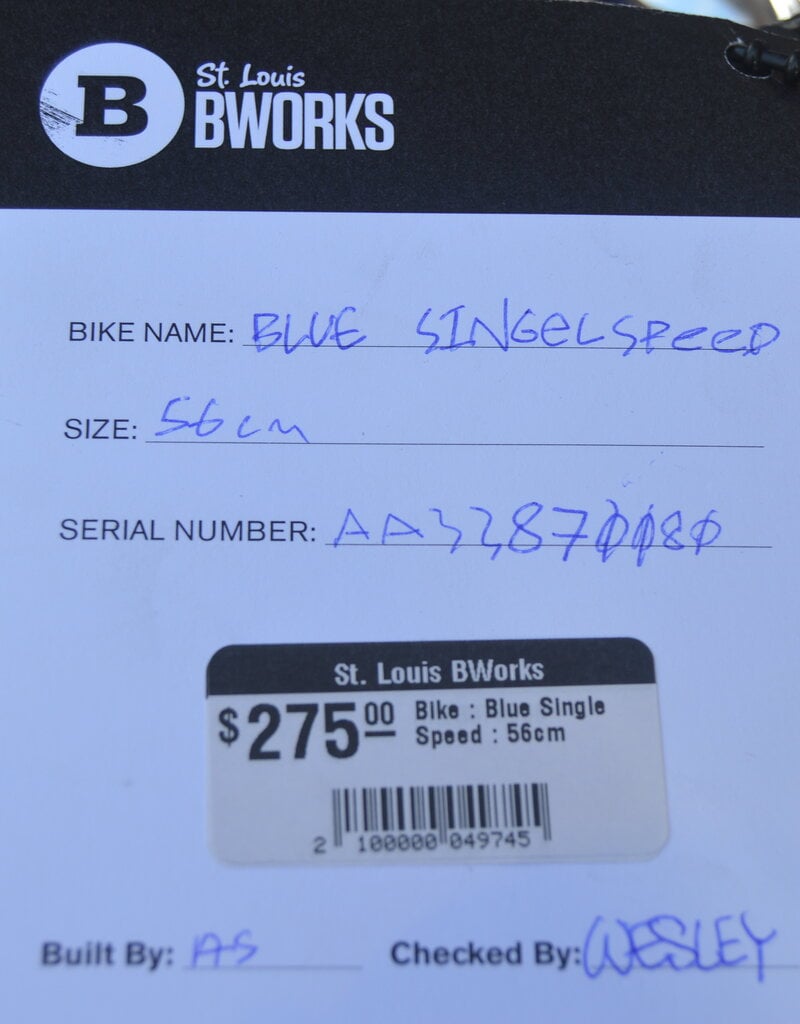 B
St. Louis
BWORKS
BIKE NAME: BLUE SINGELSPEED
SIZE: 56cm
SERIAL NUMBER:
St. Louis BWorks
$275.00 Bike : Blue Single
Speed : 56cm
2 100000 049745
Built By: AS Checked By: WESLEY